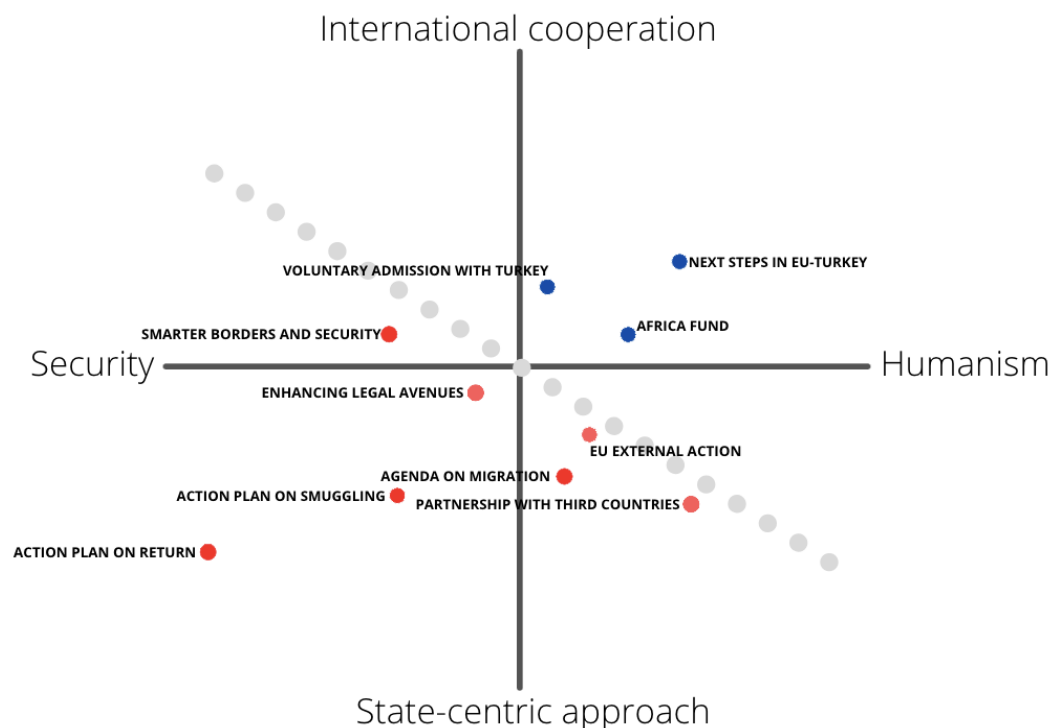 International cooperation
NEXT STEPS IN EU-TURKEY
VOLUNTARY ADMISSION WITH TURKEY
AFRICA FUND
SMARTER BORDERS AND SECURITY
Security
Humanism
ENHANCING LEGAL AVENUES
EU EXTERNAL ACTION
AGENDA ON MIGRATION
ACTION PLAN ON SMUGGLING
PARTNERSHIP WITH THIRD COUNTRIES
ACTION PLAN ON RETURN
State-centric approach